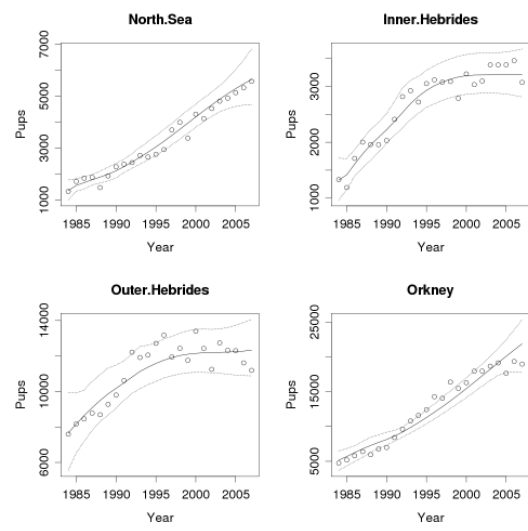 North.Sea
Pups
1000 3000 5000 7000
1985 1990 1995 2000 2005
Year
Inner.Hebrides
Pups
1000 2000 3000
1985 1990 1995 2000 2005
Year
Outer.Hebrides
Pups
6000 10000 14000
1985 1990 1995 2000 2005
Year
Orkney
Pups
5000 15000 25000
1985 1990 1995 2000 2005
Year